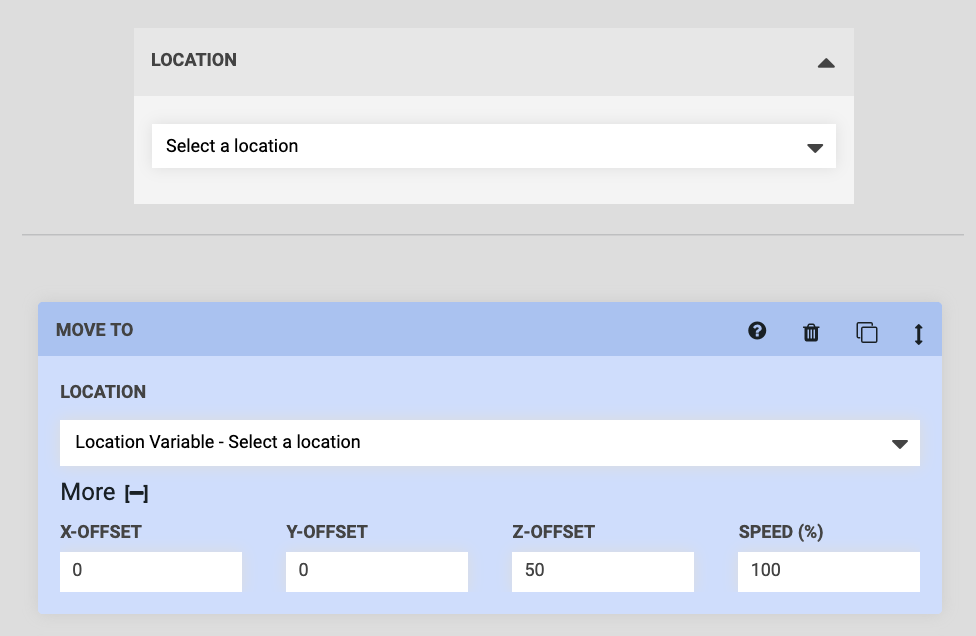 LOCATION
Select a location
MOVE TO
LOCATION
Location Variable - Select a location
More [–]
X-OFFSET Y-OFFSET Z-OFFSET SPEED (%)
0 0 50 100